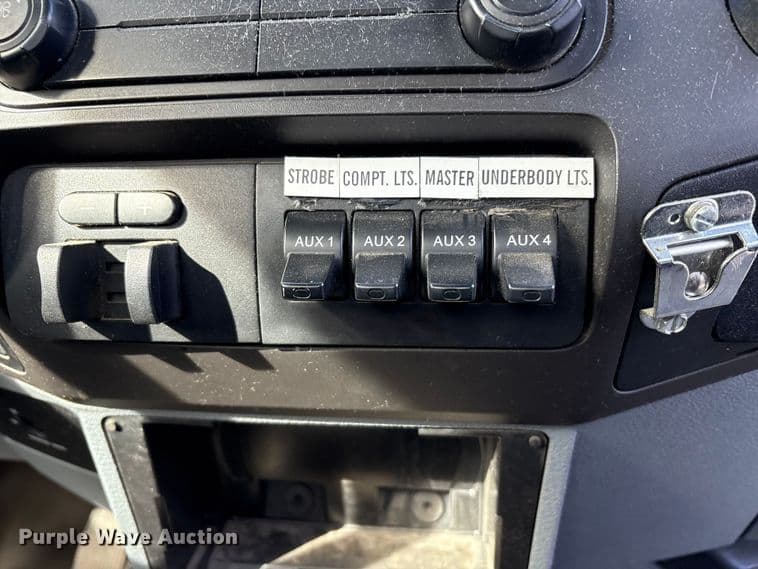 STROBE COMPT. LTS. MASTER UNDERBODY LTS.
AUX 1 AUX 2 AUX 3 AUX 4
Purple Wave Auction